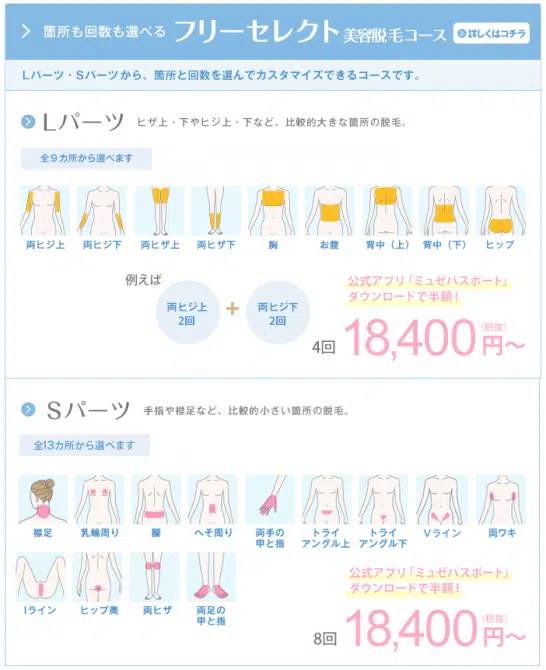 箇所も回数も選べる フリーセレクト 美容脱毛コース 詳しくはコチラ
Lパーツ・Sパーツから、箇所と回数を選んでカスタマイズできるコースです。
Lパーツ ヒザ上・下やヒジ上・下など、比較的大きな箇所の脱毛。
全9カ所から選べます
両ヒジ上 両ヒジ下 両ヒザ上 両ヒザ下 胸 お腹 背中（上） 背中（下） ヒップ
例えば
両ヒジ上
2回
+
両ヒジ下
2回
公式アプリ「ミュゼパスポート」
ダウンロードで半額！
4回 18,400円〜
（税抜）
Sパーツ 手指や襟足など、比較的小さい箇所の脱毛。
全13カ所から選べます
襟足 乳輪周り 腰 へそ周り 両手の
甲と指
トライ
アングル上
トライ
アングル下
Vライン 両ワキ
Iライン ヒップ奥 両ヒザ 両足の
甲と指
公式アプリ「ミュゼパスポート」
ダウンロードで半額！
8回 18,400円〜
（税抜）